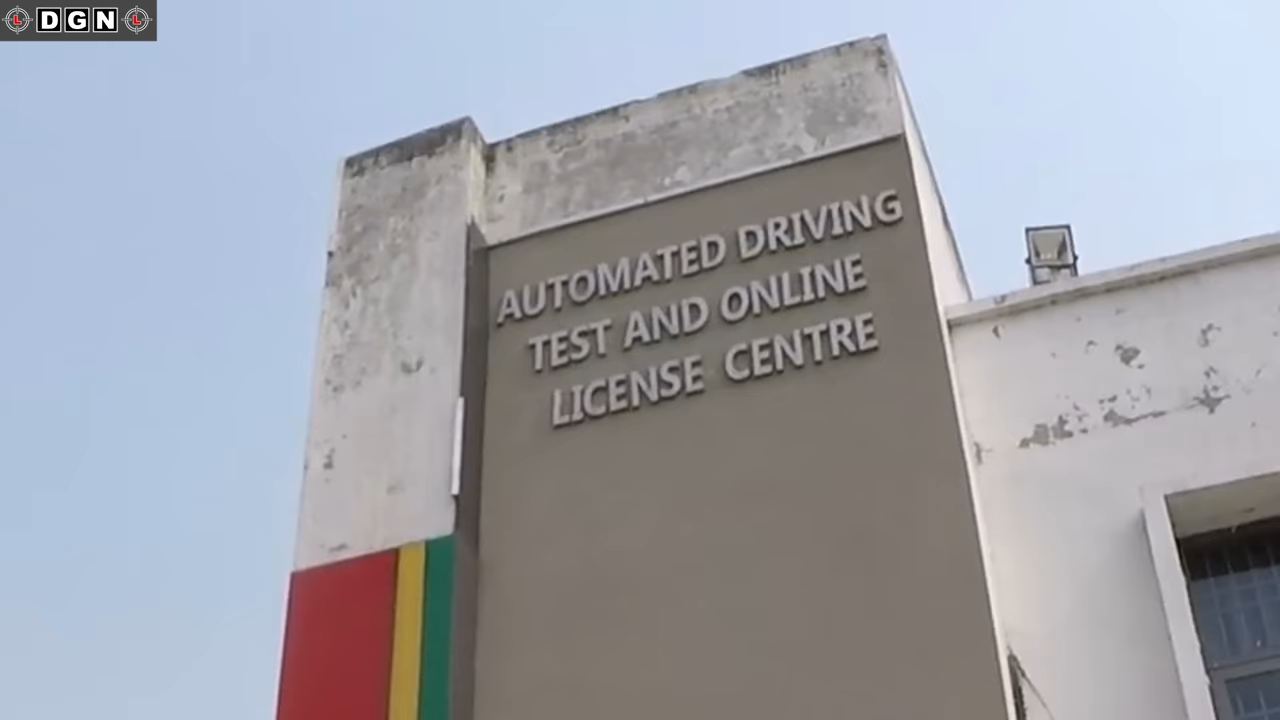 L DGN L
AUTOMATED DRIVING
TEST AND ONLINE
LICENSE CENTRE